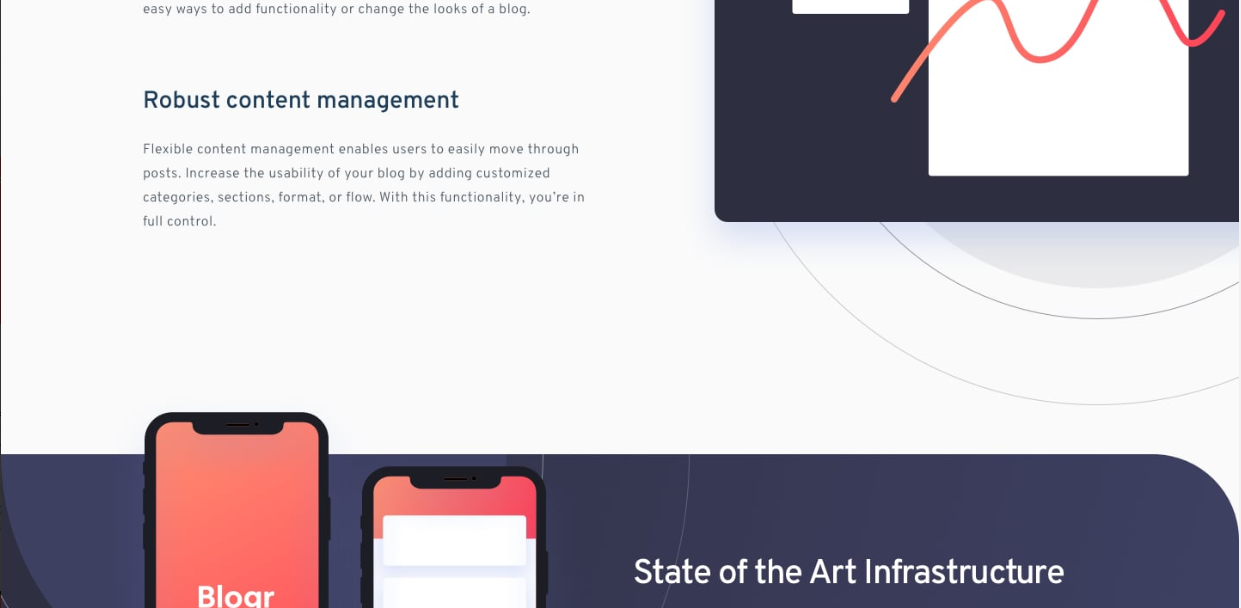 easy ways to add functionality or change the looks of a blog.
Robust content management
Flexible content management enables users to easily move through
posts. Increase the usability of your blog by adding customized
categories, sections, format, or flow. With this functionality, you’re in
full control.
State of the Art Infrastructure
Blogr